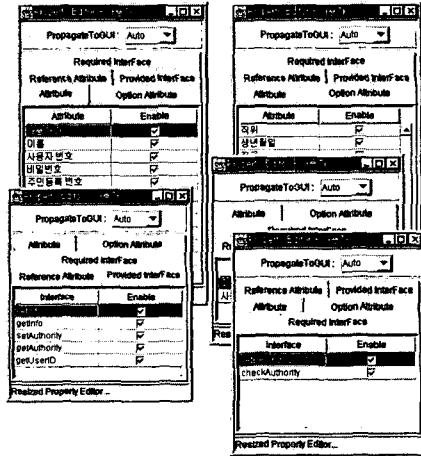 PropagateToGUI: Auto
Required InterFace
Reference Attribute Provided InterFace
Attribute Option Attribute
Attribute Enable
이름
사용자 번호
비밀번호
주민등록 번호
PropagateToGUI: Auto
Required InterFace
Reference Attribute Provided InterFace
Attribute Option Attribute
Attribute Enable
직위
생년월일
PropagateToGUI: Auto
Attribute Option Attribute
PropagateToGUI: Auto
Attribute Option Attribute
Required InterFace
Reference Attribute Provided InterFace
Interface Enable
getInfo
setAuthority
getAuthority
getUserID
PropagateToGUI: Auto
Reference Attribute Provided InterFace
Attribute Option Attribute
Required InterFace
Interface Enable
checkAuthority
Resized Property Editor...